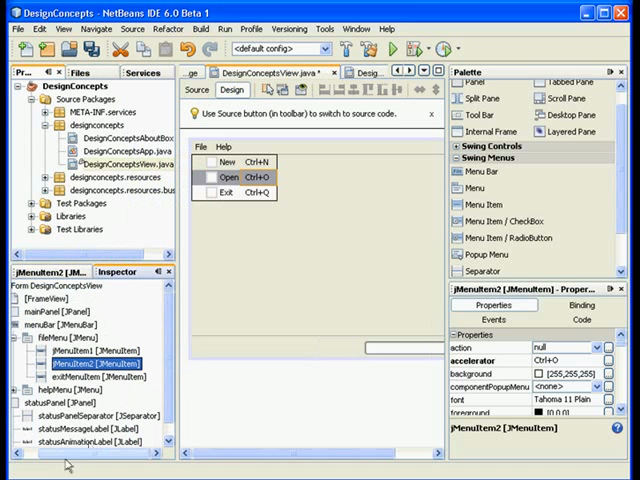 DesignConcepts - NetBeans IDE 6.0 Beta 1
File Edit View Navigate Source Refactor Build Run Profile Versioning Tools Window Help
<default config>
Pr... Files Services
DesignConcepts
Source Packages
META-INF.services
designconcepts
DesignConceptsAboutBox
DesignConceptsApp.java
DesignConceptsView.java
designconcepts.resources
designconcepts.resources.bus
Test Packages
Libraries
Test Libraries
...ge DesignConceptsView.java * Desig...
Source Design
Use Source button (in toolbar) to switch to source code. x
File Help
New Ctrl+N
Open Ctrl+O
Exit Ctrl+Q
Palette
Panel Tabbed Pane
Split Pane Scroll Pane
Tool Bar Desktop Pane
Internal Frame Layered Pane
Swing Controls
Swing Menus
Menu Bar
Menu
Menu Item
Menu Item / CheckBox
Menu Item / RadioButton
Popup Menu
Separator
jMenuItem2 [JM... Inspector
Form DesignConceptsView
[FrameView]
mainPanel [JPanel]
menuBar [JMenuBar]
fileMenu [JMenu]
jMenuItem1 [JMenuItem]
jMenuItem2 [JMenuItem]
exitMenuItem [JMenuItem]
helpMenu [JMenu]
statusPanel [JPanel]
statusPanelSeparator [JSeparator]
statusMessageLabel [JLabel]
statusAnimationLabel [JLabel]
jMenuItem2 [JMenuItem] - Proper...
Properties Binding
Events Code
Properties
action null
accelerator Ctrl+O
background [255,255,255]
componentPopupMenu <none>
font Tahoma 11 Plain
foreground [0,0,0]
jMenuItem2 [JMenuItem]